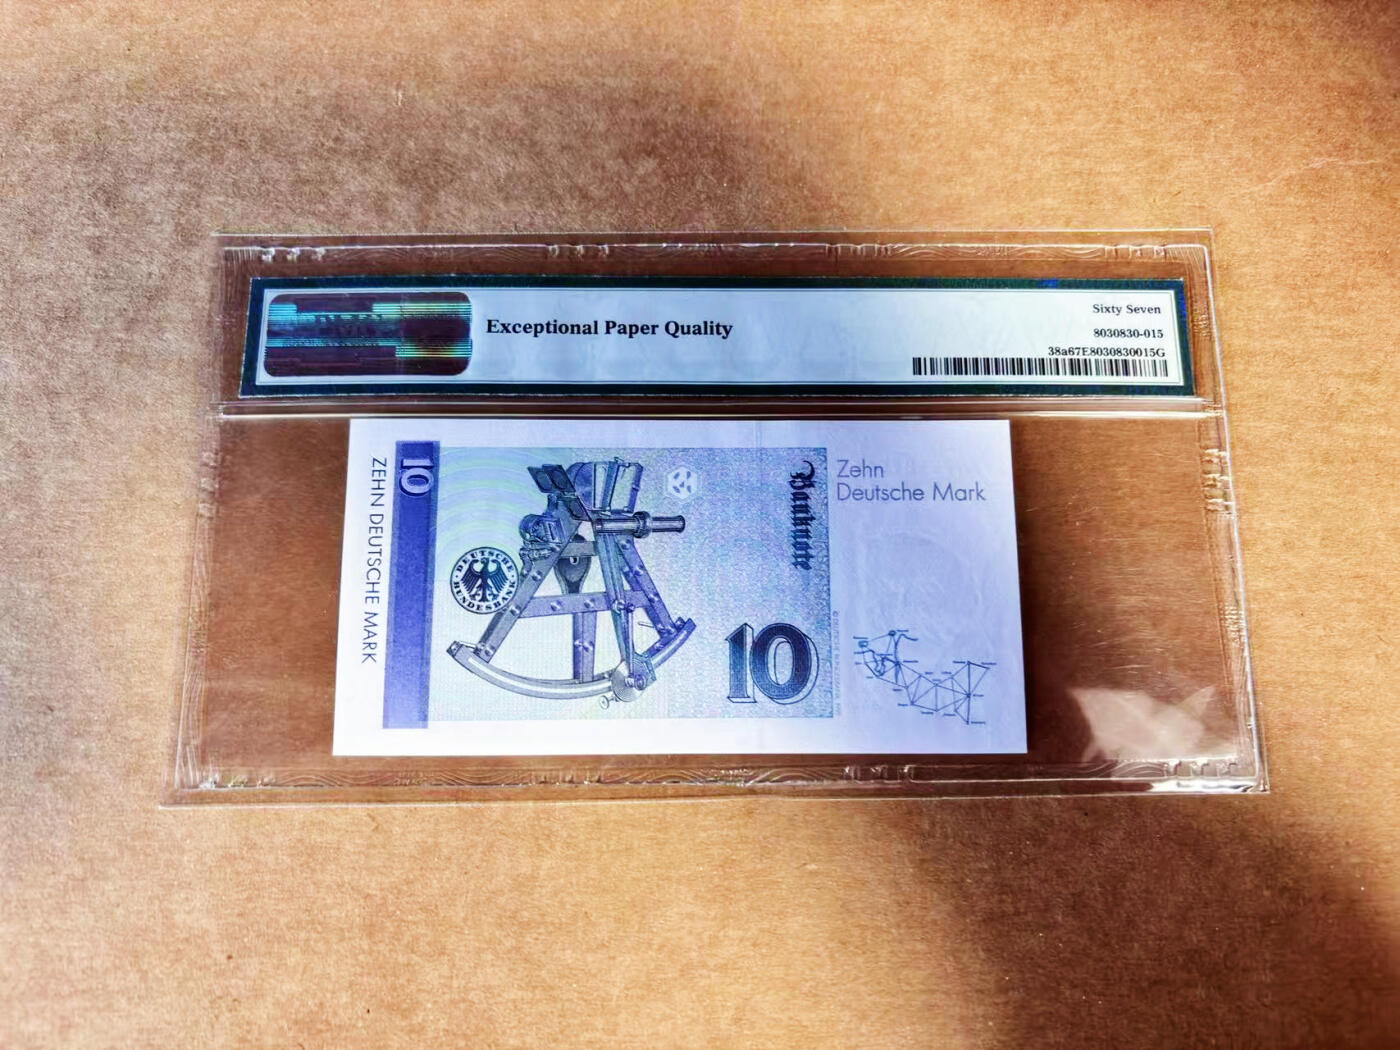 Exceptional Paper Quality
Sixty Seven
8030830-015
38a67E8030830015G
ZEHN DEUTSCHE MARK
10
DEUTSCHE
BUNDESBANK
Banknote
10
Zehn
Deutsche Mark